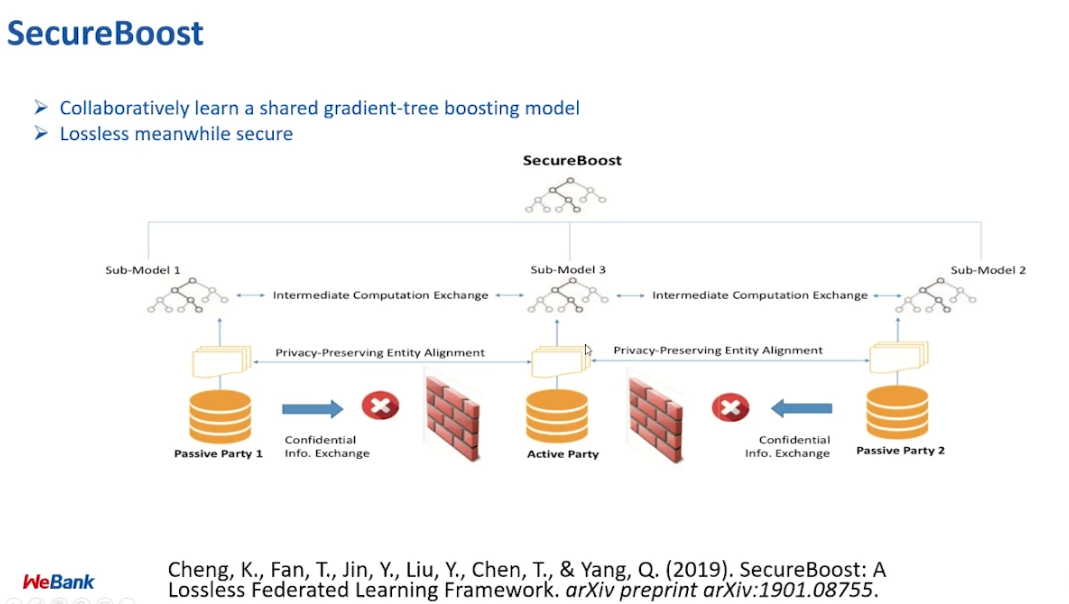 SecureBoost
Collaboratively learn a shared gradient-tree boosting model
Lossless meanwhile secure
SecureBoost
Sub-Model 1
Sub-Model 3
Sub-Model 2
Intermediate Computation Exchange
Intermediate Computation Exchange
Privacy-Preserving Entity Alignment
Privacy-Preserving Entity Alignment
Confidential
Info. Exchange
Confidential
Info. Exchange
Passive Party 1
Active Party
Passive Party 2
WeBank
Cheng, K., Fan, T., Jin, Y., Liu, Y., Chen, T., & Yang, Q. (2019). SecureBoost: A
Lossless Federated Learning Framework. arXiv preprint arXiv:1901.08755.